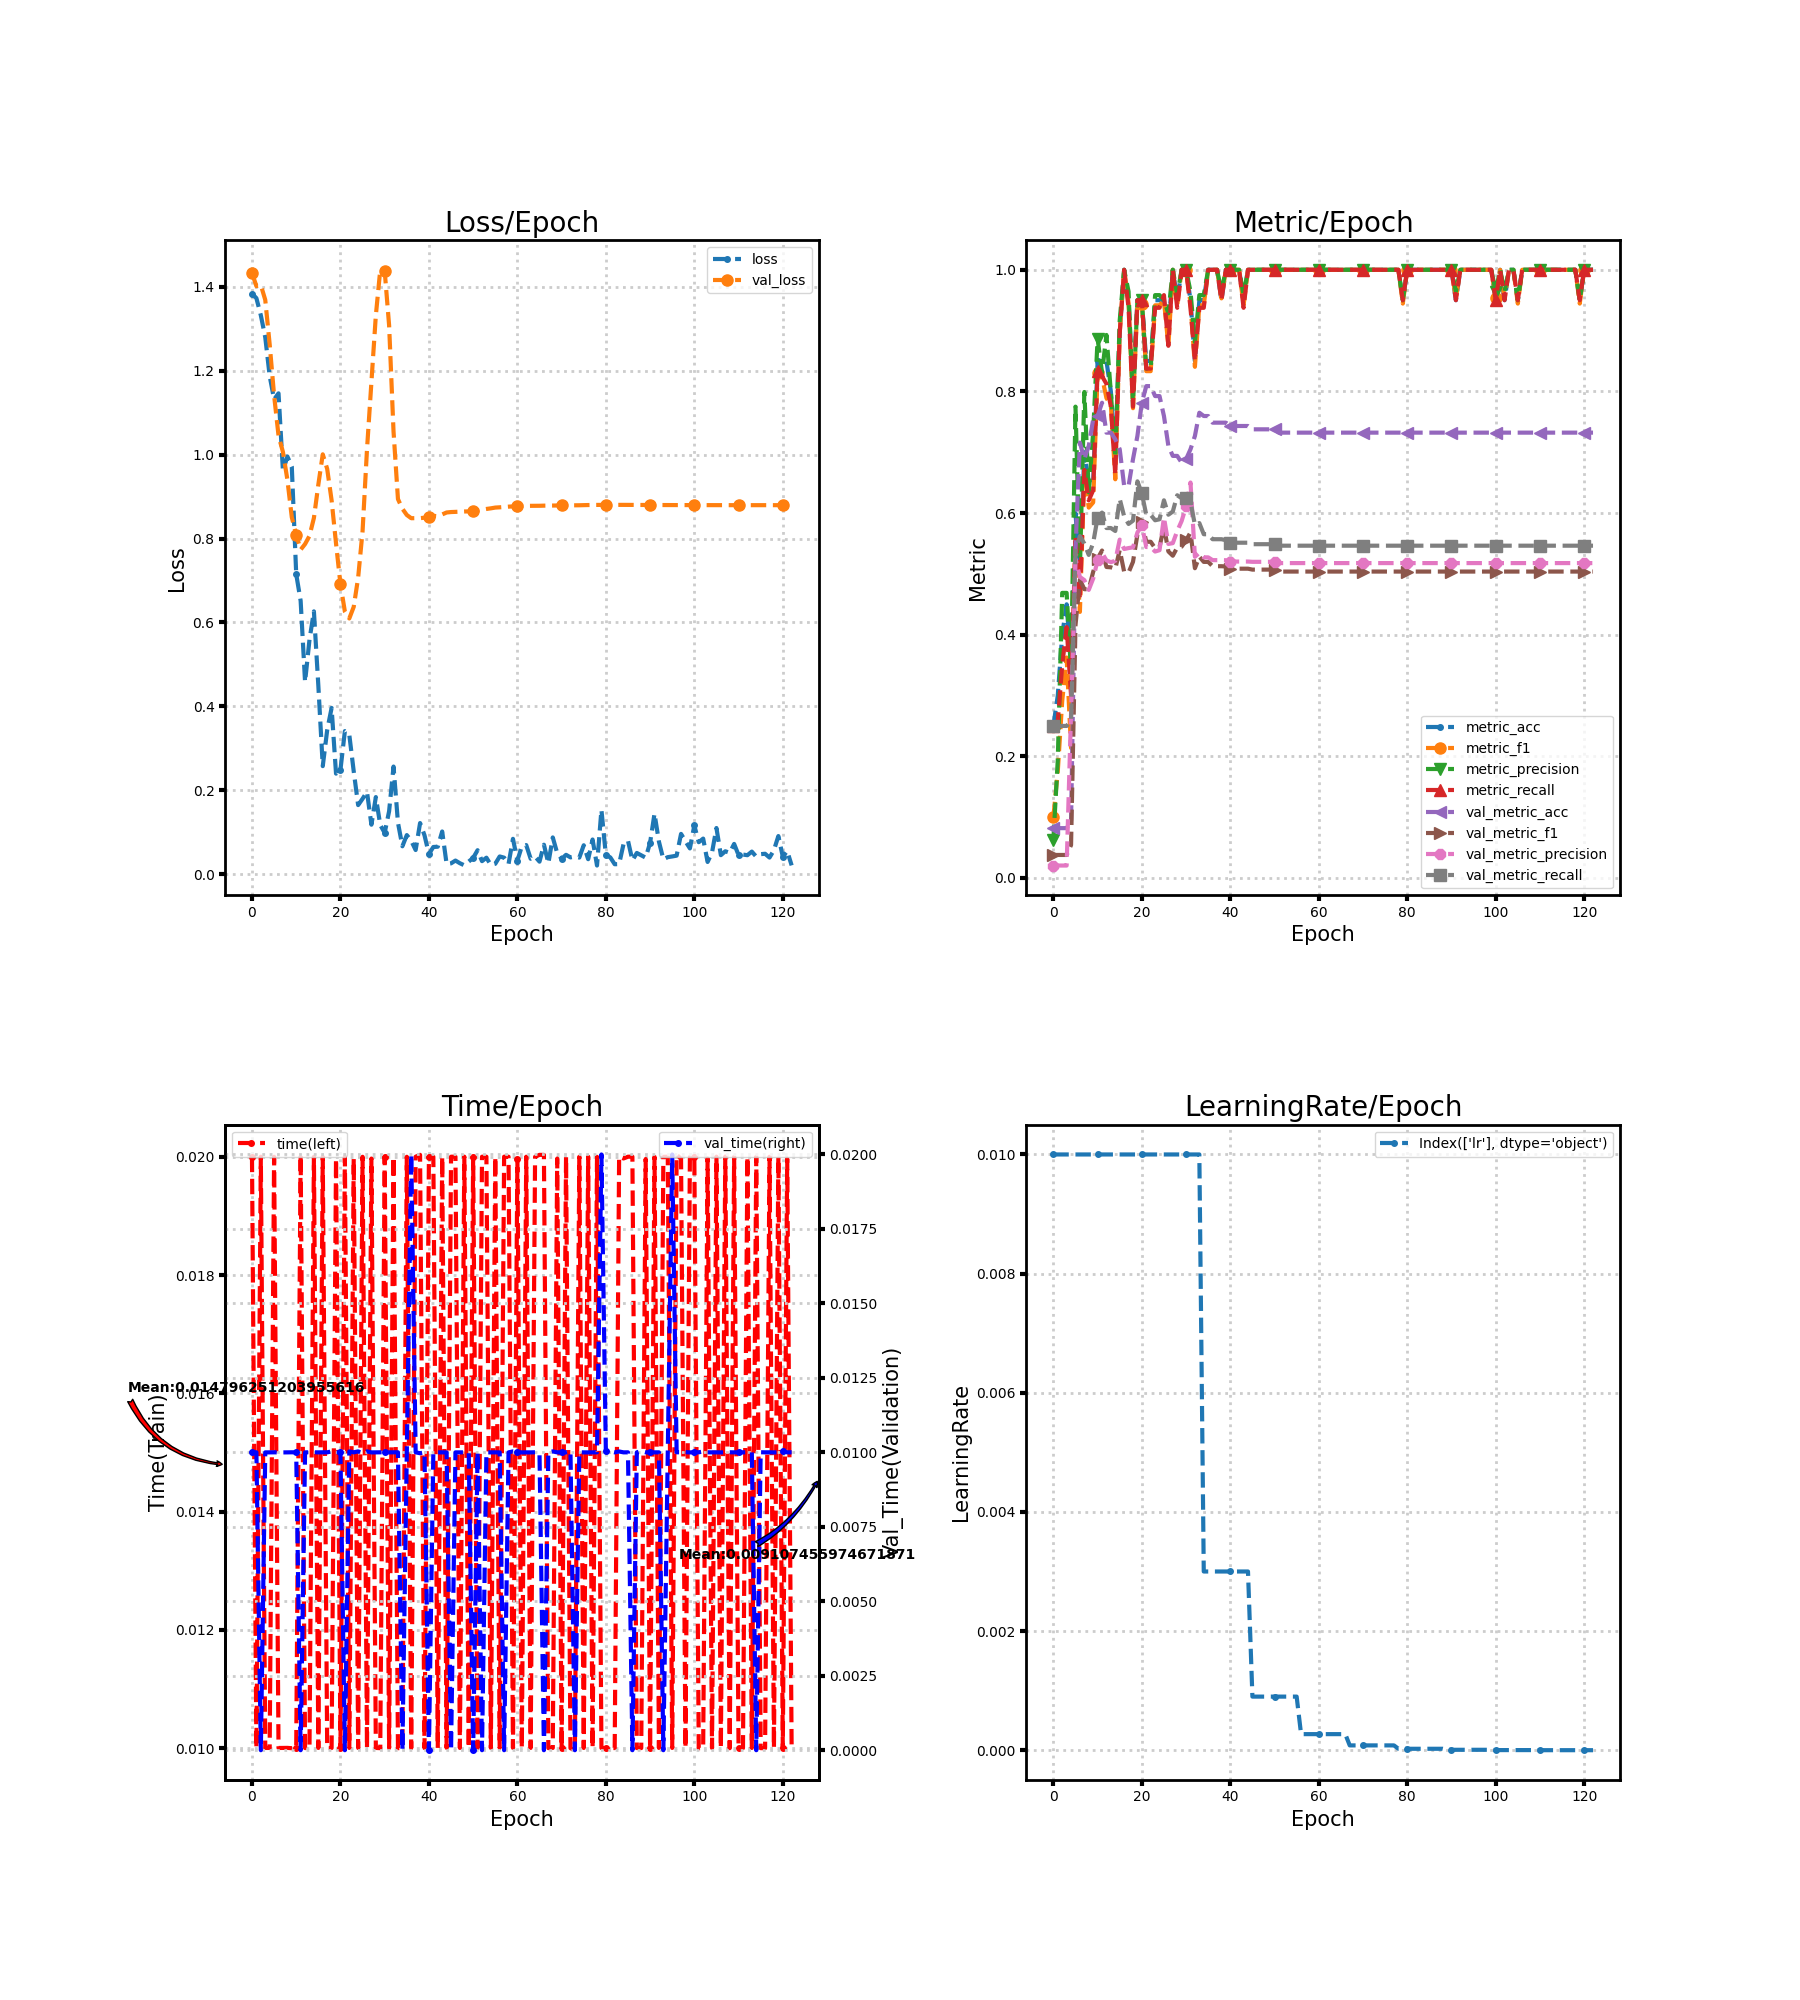 Loss/Epoch
loss
val_loss
1.4
1.2
1.0
0.8
0.6
0.4
0.2
0.0
Loss
0
20
40
60
80
100
120
Epoch
Metric/Epoch
1.0
0.8
0.6
0.4
0.2
0.0
Metric
metric_acc
metric_f1
metric_precision
metric_recall
val_metric_acc
val_metric_f1
val_metric_precision
val_metric_recall
0
20
40
60
80
100
120
Epoch
Time/Epoch
time(left)
val_time(right)
0.020
0.018
0.016
0.014
0.012
0.010
Time(Train)
Mean:0.014796251203955616
0.0200
0.0175
0.0150
0.0125
0.0100
0.0075
0.0050
0.0025
0.0000
Val_Time(Validation)
Mean:0.009107455974671871
0
20
40
60
80
100
120
Epoch
LearningRate/Epoch
Index(['lr'], dtype='object')
0.010
0.008
0.006
0.004
0.002
0.000
LearningRate
0
20
40
60
80
100
120
Epoch